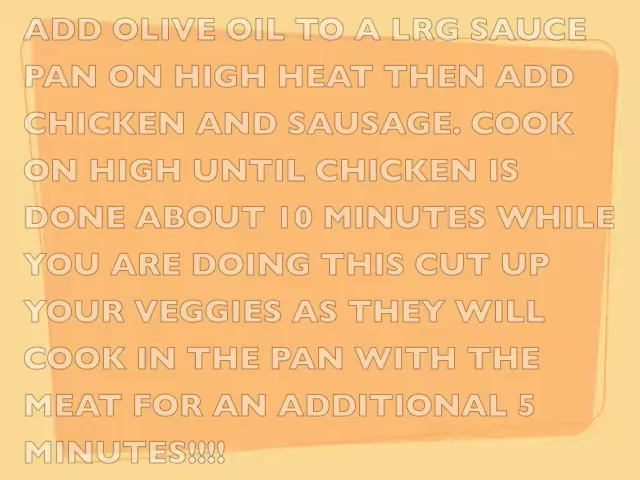 ADD OLIVE OIL TO A LRG SAUCE
PAN ON HIGH HEAT THEN ADD
CHICKEN AND SAUSAGE. COOK
ON HIGH UNTIL CHICKEN IS
DONE ABOUT 10 MINUTES WHILE
YOU ARE DOING THIS CUT UP
YOUR VEGGIES AS THEY WILL
COOK IN THE PAN WITH THE
MEAT FOR AN ADDITIONAL 5
MINUTES!!!!